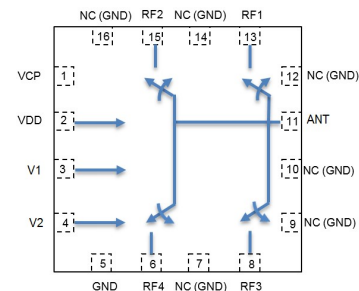 NC (GND) RF2 NC (GND) RF1
16 15 14 13
VCP 1 12 NC (GND)
VDD 2 11 ANT
V1 3 10 NC (GND)
V2 4 9 NC (GND)
5 6 7 8
GND RF4 NC (GND) RF3